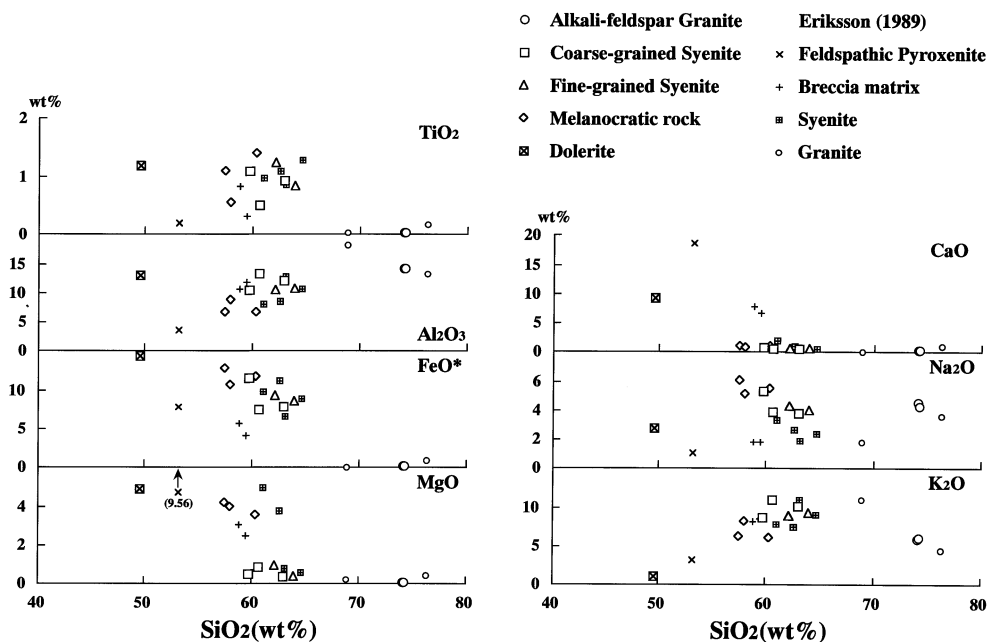 Alkali-feldspar Granite
Coarse-grained Syenite
Fine-grained Syenite
Melanocratic rock
Dolerite
Eriksson (1989)
Feldspathic Pyroxenite
Breccia matrix
Syenite
Granite
wt%
2
TiO2
1
0
15
10
5
Al2O3
0
FeO*
10
0
MgO
4
(9.56)
2
0
40 50 60 70 80
SiO2(wt%)
wt%
20
CaO
15
10
5
0
Na2O
6
4
2
0
K2O
10
5
0
40 50 60 70 80
SiO2(wt%)